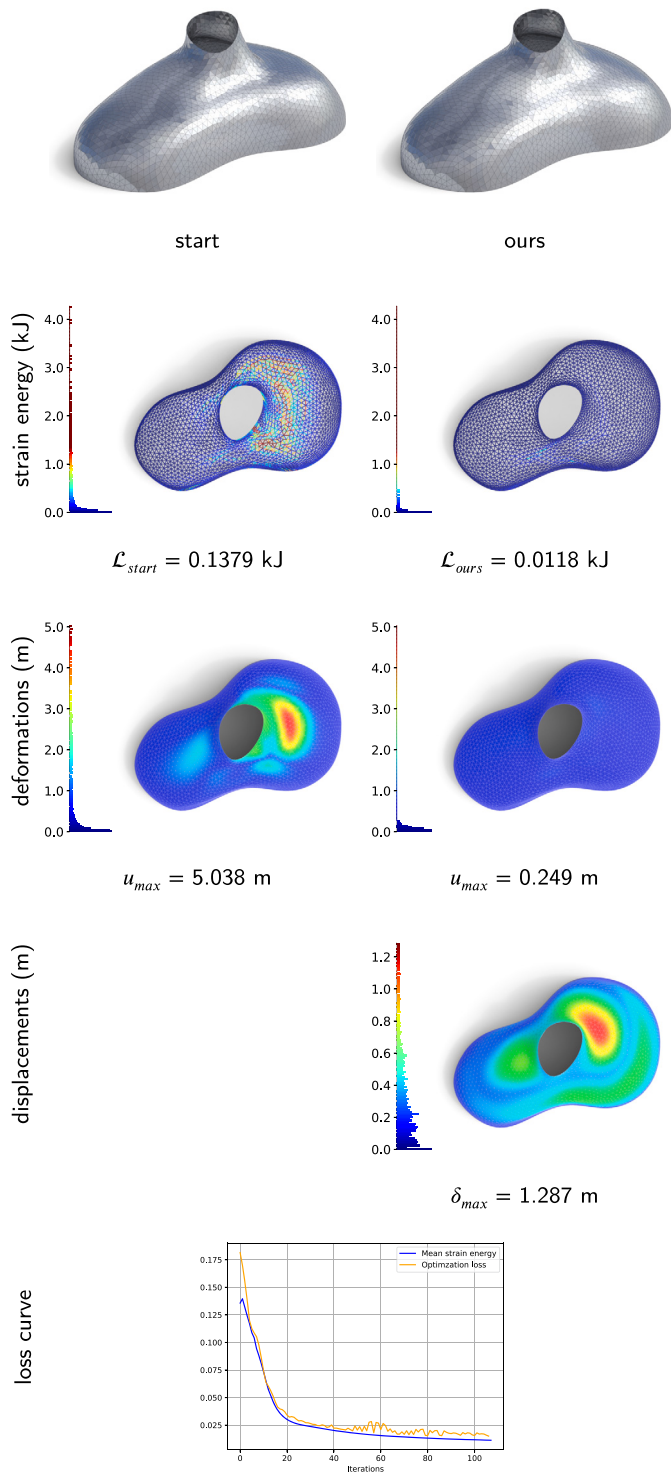 start
ours
strain energy (kJ)
4.0
3.0
2.0
1.0
0.0
4.0
3.0
2.0
1.0
0.0
ℒstart = 0.1379 kJ
ℒours = 0.0118 kJ
deformations (m)
5.0
4.0
3.0
2.0
1.0
0.0
5.0
4.0
3.0
2.0
1.0
0.0
umax = 5.038 m
umax = 0.249 m
displacements (m)
1.2
1.0
0.8
0.6
0.4
0.2
0.0
δmax = 1.287 m
loss curve
0.175
0.150
0.125
0.100
0.075
0.050
0.025
Mean strain energy
Optimzation loss
0 20 40 60 80 100
Iterations